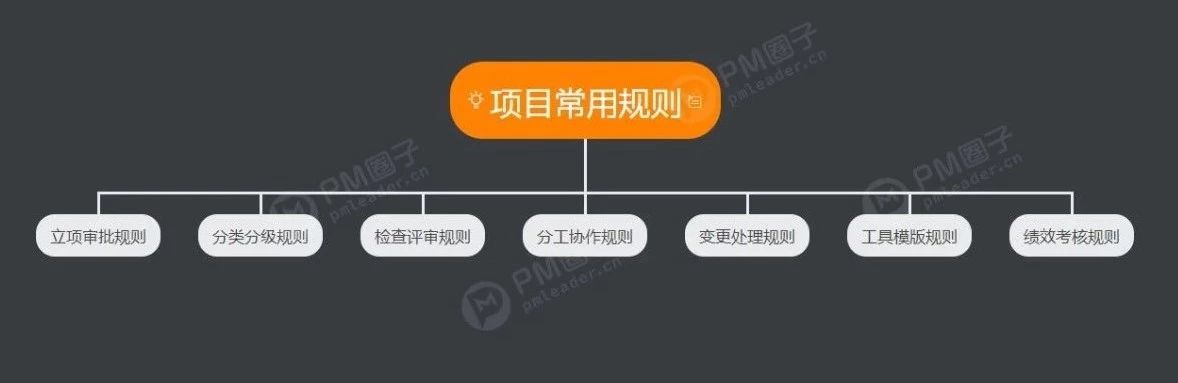 项目常用规则
立项审批规则
分类分级规则
检查评审规则
分工协作规则
变更处理规则
工具模版规则
绩效考核规则
PM圈子
pmleader.cn
PM圈子
pmleader.cn
PM圈子
pmleader.cn
PM圈子
pmleader.cn